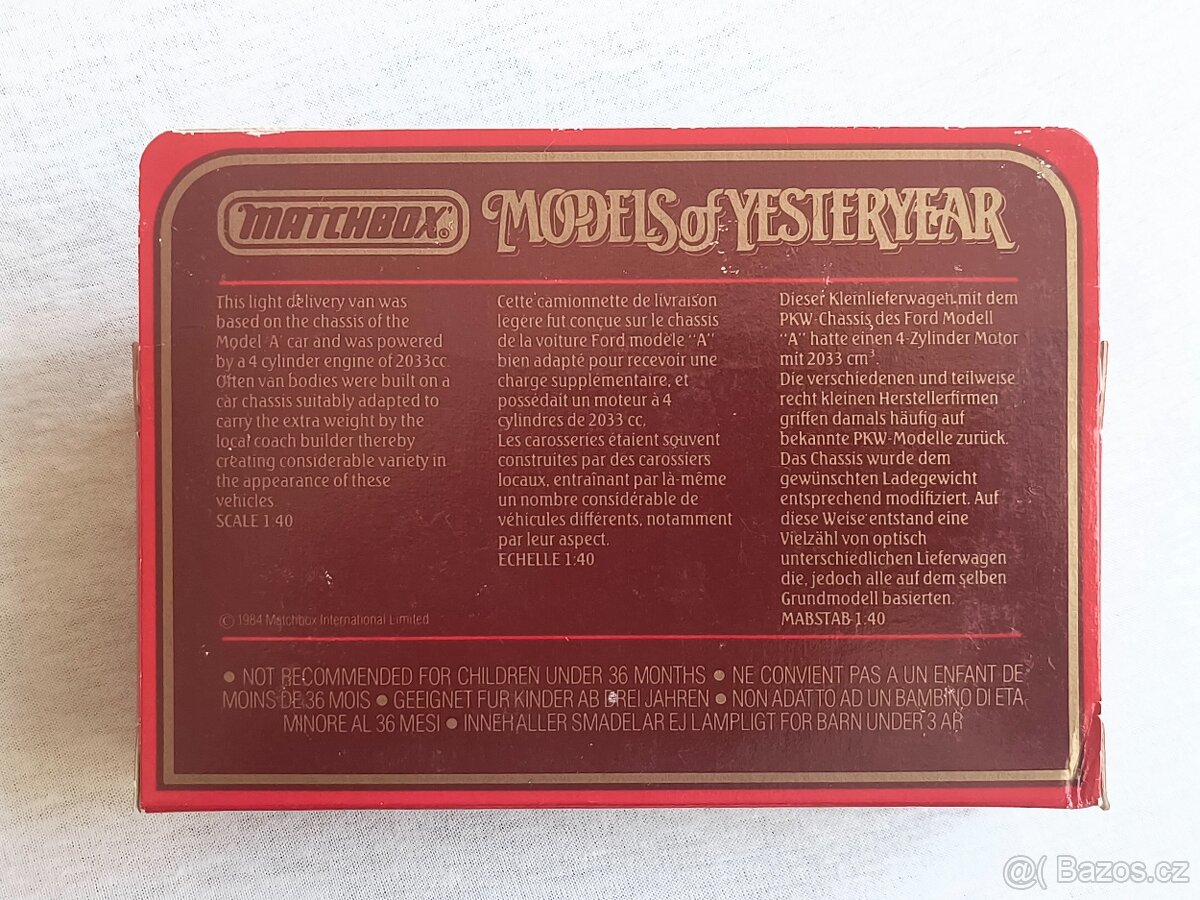 MATCHBOX®
MODELS of YESTERYEAR
This light delivery van was
based on the chassis of the
Model 'A' car and was powered
by a 4 cylinder engine of 2033cc.
Often van bodies were built on a
car chassis suitably adapted to
carry the extra weight by the
local coach builder thereby
creating considerable variety in
the appearance of these
vehicles.
SCALE 1:40
© 1984 Matchbox International Limited
Cette camionnette de livraison
légère fut conçue sur le chassis
de la voiture Ford modèle "A"
bien adapté pour recevoir une
charge supplémentaire, et
possédait un moteur à 4
cylindres de 2033 cc.
Les carosseries étaient souvent
construites par des carossiers
locaux, entraînant par là-même
un nombre considérable de
véhicules différents, notamment
par leur aspect.
ECHELLE 1:40
Dieser Kleinlieferwagen mit dem
PKW-Chassis des Ford Modell
"A" hatte einen 4-Zylinder Motor
mit 2033 cm³.
Die verschiedenen und teilweise
recht kleinen Herstellerfirmen
griffen damals häufig auf
bekannte PKW-Modelle zurück.
Das Chassis wurde dem
gewünschten Ladegewicht
entsprechend modifiziert. Auf
diese Weise entstand eine
Vielzähl von optisch
unterschiedlichen Lieferwagen
die, jedoch alle auf dem selben
Grundmodell basierten.
MABSTAB 1:40
• NOT RECOMMENDED FOR CHILDREN UNDER 36 MONTHS • NE CONVIENT PAS A UN ENFANT DE
MOINS DE 36 MOIS • GEEIGNET FUR KINDER AB DREI JAHREN • NON ADATTO AD UN BAMBINO DI ETA
MINORE AL 36 MESI • INNEHALLER SMADELAR EJ LAMPLIGT FOR BARN UNDER 3 AR
@( Bazos.cz